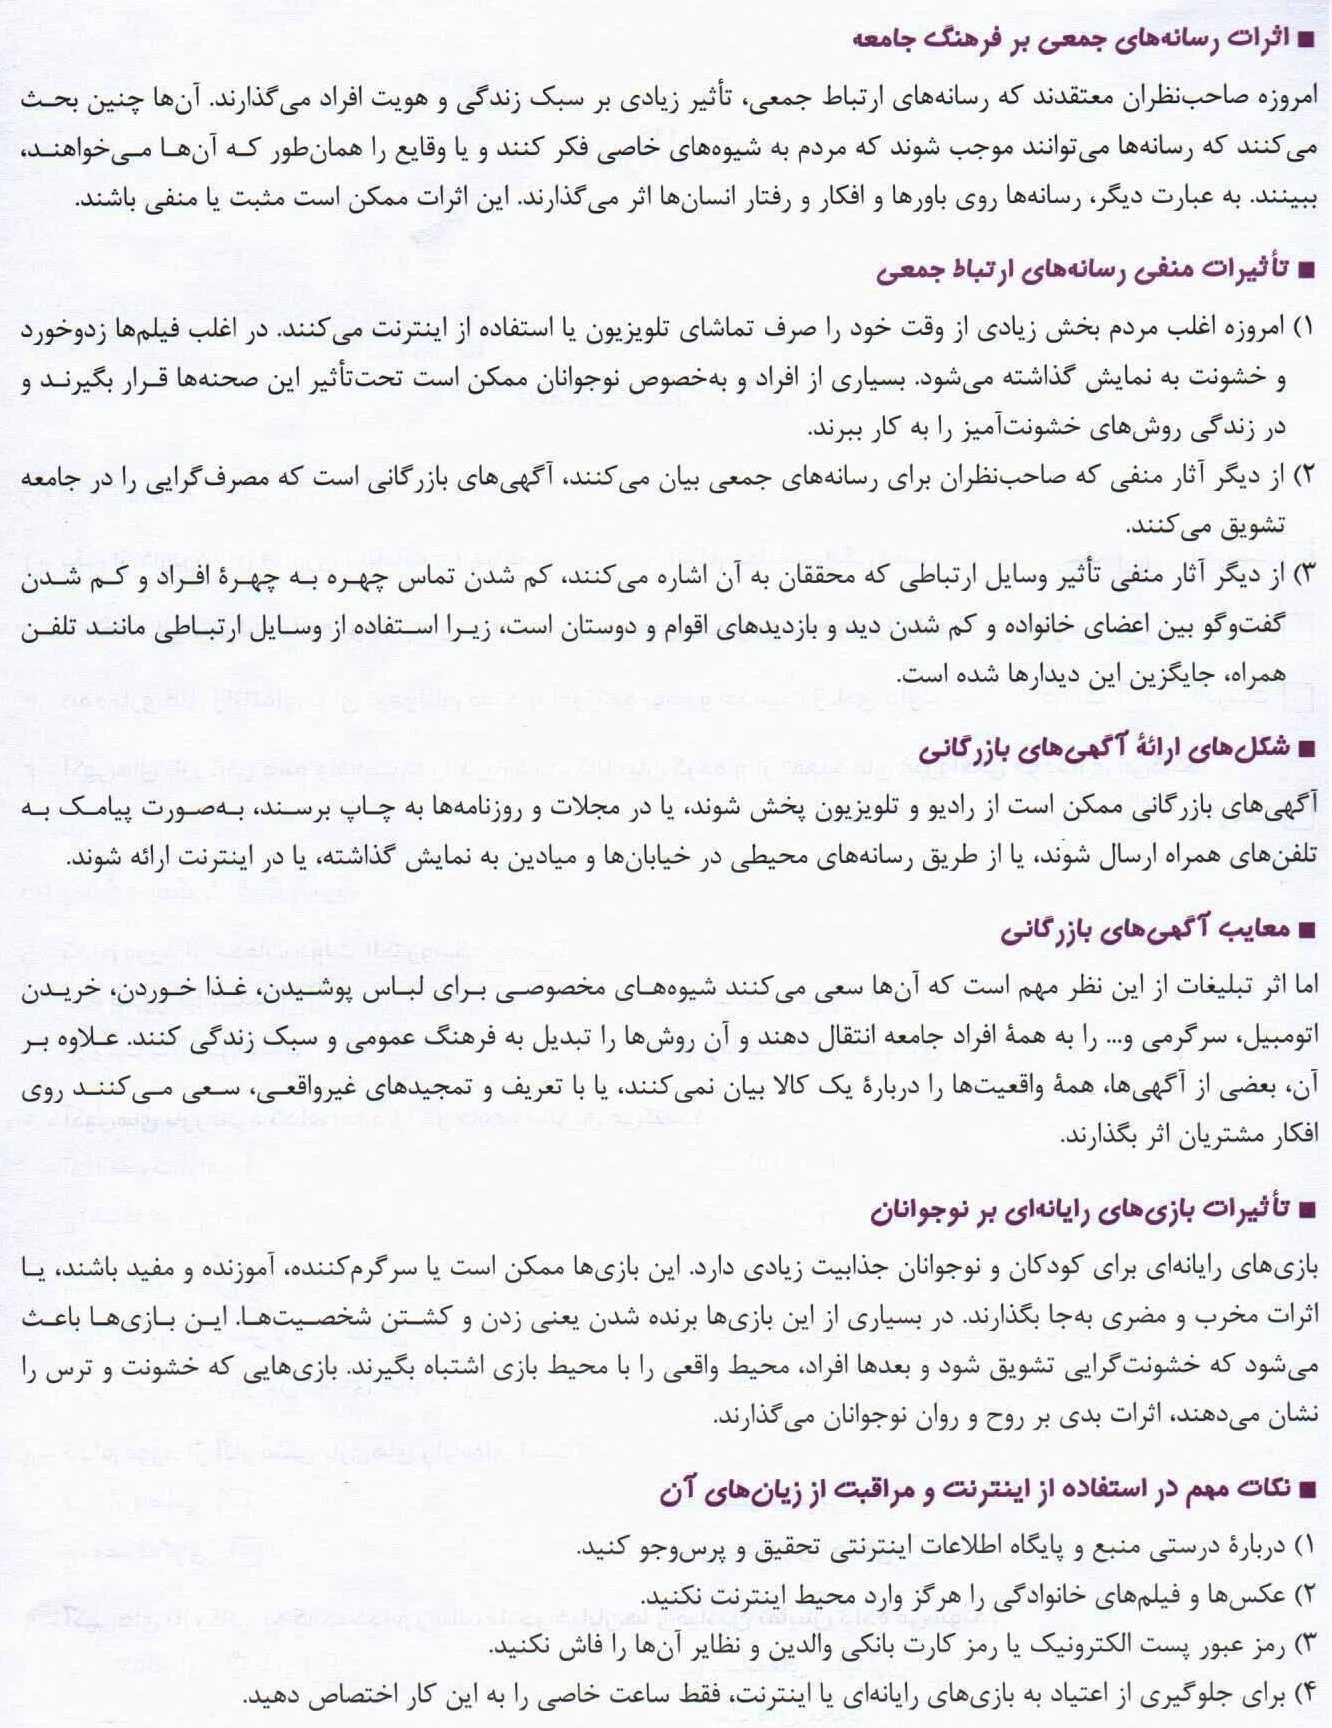 ■ اثرات رسانه‌های جمعی بر فرهنگ جامعه
امروزه صاحب‌نظران معتقدند که رسانه‌های ارتباط جمعی، تأثیر زیادی بر سبک زندگی و هویت افراد می‌گذارند. آن‌ها چنین بحث
می‌کنند که رسانه‌ها می‌توانند موجب شوند که مردم به شیوه‌های خاصی فکر کنند و یا وقایع را همان‌طور که آن‌ها می‌خواهند،
ببینند. به عبارت دیگر، رسانه‌ها روی باورها و افکار و رفتار انسان‌ها اثر می‌گذارند. این اثرات ممکن است مثبت یا منفی باشند.
■ تأثیرات منفی رسانه‌های ارتباط جمعی
۱) امروزه اغلب مردم بخش زیادی از وقت خود را صرف تماشای تلویزیون یا استفاده از اینترنت می‌کنند. در اغلب فیلم‌ها زدوخورد
و خشونت به نمایش گذاشته می‌شود. بسیاری از افراد و به‌خصوص نوجوانان ممکن است تحت‌تأثیر این صحنه‌ها قرار بگیرند و
در زندگی روش‌های خشونت‌آمیز را به کار ببرند.
۲) از دیگر آثار منفی که صاحب‌نظران برای رسانه‌های جمعی بیان می‌کنند، آگهی‌های بازرگانی است که مصرف‌گرایی را در جامعه
تشویق می‌کنند.
۳) از دیگر آثار منفی تأثیر وسایل ارتباطی که محققان به آن اشاره می‌کنند، کم شدن تماس چهره به چهرهٔ افراد و کم شدن
گفت‌وگو بین اعضای خانواده و کم شدن دید و بازدیدهای اقوام و دوستان است، زیرا استفاده از وسایل ارتباطی مانند تلفن
همراه، جایگزین این دیدارها شده است.
■ شکل‌های ارائهٔ آگهی‌های بازرگانی
آگهی‌های بازرگانی ممکن است از رادیو و تلویزیون پخش شوند، یا در مجلات و روزنامه‌ها به چاپ برسند، به‌صورت پیامک به
تلفن‌های همراه ارسال شوند، یا از طریق رسانه‌های محیطی در خیابان‌ها و میادین به نمایش گذاشته، یا در اینترنت ارائه شوند.
■ معایب آگهی‌های بازرگانی
اما اثر تبلیغات از این نظر مهم است که آن‌ها سعی می‌کنند شیوه‌های مخصوصی برای لباس پوشیدن، غذا خوردن، خریدن
اتومبیل، سرگرمی و... را به همهٔ افراد جامعه انتقال دهند و آن روش‌ها را تبدیل به فرهنگ عمومی و سبک زندگی کنند. علاوه بر
آن، بعضی از آگهی‌ها، همهٔ واقعیت‌ها را دربارهٔ یک کالا بیان نمی‌کنند، یا با تعریف و تمجیدهای غیرواقعی، سعی می‌کنند روی
افکار مشتریان اثر بگذارند.
■ تأثیرات بازی‌های رایانه‌ای بر نوجوانان
بازی‌های رایانه‌ای برای کودکان و نوجوانان جذابیت زیادی دارد. این بازی‌ها ممکن است یا سرگرم‌کننده، آموزنده و مفید باشند، یا
اثرات مخرب و مضری به‌جا بگذارند. در بسیاری از این بازی‌ها برنده شدن یعنی زدن و کشتن شخصیت‌ها. این بازی‌ها باعث
می‌شود که خشونت‌گرایی تشویق شود و بعدها افراد، محیط واقعی را با محیط بازی اشتباه بگیرند. بازی‌هایی که خشونت و ترس را
نشان می‌دهند، اثرات بدی بر روح و روان نوجوانان می‌گذارند.
■ نکات مهم در استفاده از اینترنت و مراقبت از زیان‌های آن
۱) دربارهٔ درستی منبع و پایگاه اطلاعات اینترنتی تحقیق و پرس‌وجو کنید.
۲) عکس‌ها و فیلم‌های خانوادگی را هرگز وارد محیط اینترنت نکنید.
۳) رمز عبور پست الکترونیک یا رمز کارت بانکی والدین و نظایر آن‌ها را فاش نکنید.
۴) برای جلوگیری از اعتیاد به بازی‌های رایانه‌ای یا اینترنت، فقط ساعت خاصی را به این کار اختصاص دهید.